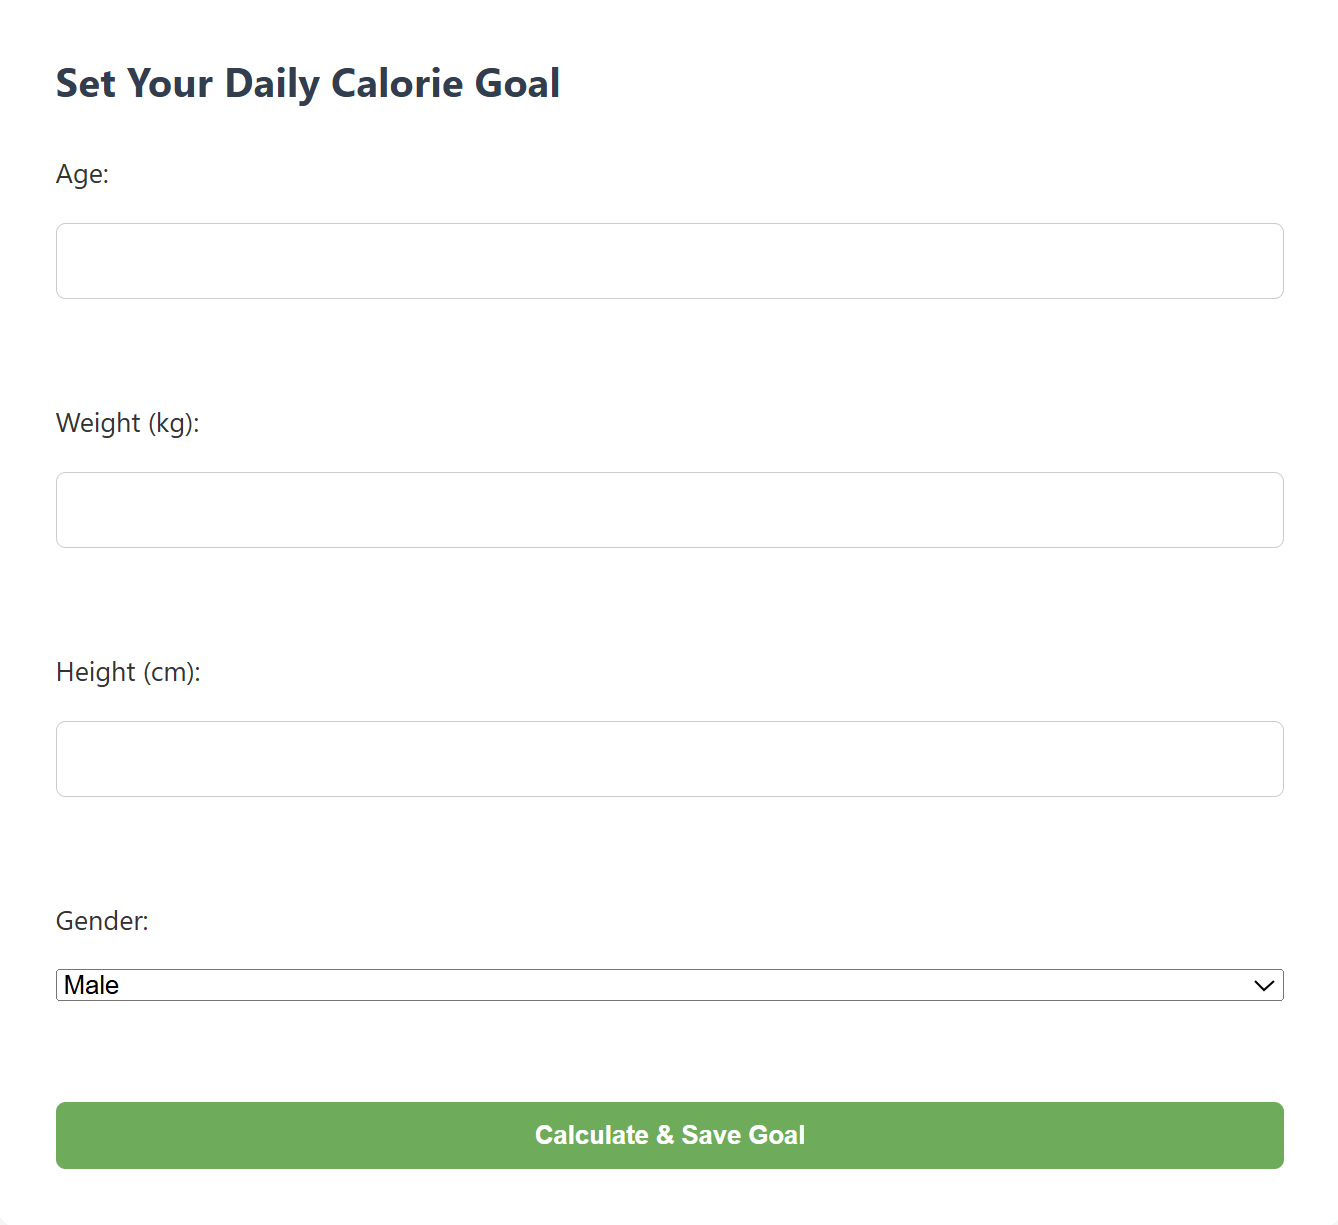 Set Your Daily Calorie Goal
Age:
Weight (kg):
Height (cm):
Gender:
Male
Calculate & Save Goal